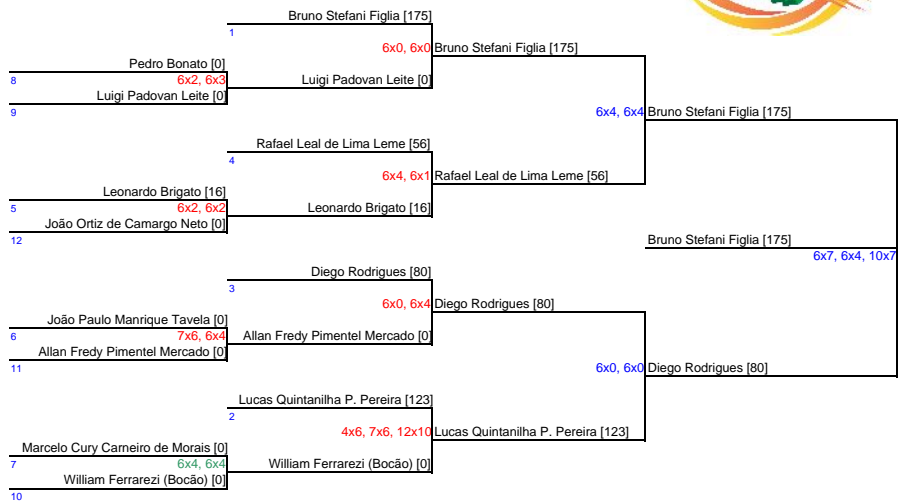 Bruno Stefani Figlia [175]
1
6x0, 6x0 Bruno Stefani Figlia [175]
Pedro Bonato [0]
8 6x2, 6x3 Luigi Padovan Leite [0]
Luigi Padovan Leite [0]
9
6x4, 6x4 Bruno Stefani Figlia [175]
Rafael Leal de Lima Leme [56]
4
6x4, 6x1 Rafael Leal de Lima Leme [56]
Leonardo Brigato [16]
5 6x2, 6x2 Leonardo Brigato [16]
João Ortiz de Camargo Neto [0]
12
Bruno Stefani Figlia [175]
6x7, 6x4, 10x7
Diego Rodrigues [80]
3
6x0, 6x4 Diego Rodrigues [80]
João Paulo Manrique Tavela [0]
6 7x6, 6x4 Allan Fredy Pimentel Mercado [0]
Allan Fredy Pimentel Mercado [0]
11
6x0, 6x0 Diego Rodrigues [80]
Lucas Quintanilha P. Pereira [123]
2
4x6, 7x6, 12x10 Lucas Quintanilha P. Pereira [123]
Marcelo Cury Carneiro de Morais [0]
7 6x4, 6x4 William Ferrarezi (Bocão) [0]
William Ferrarezi (Bocão) [0]
10